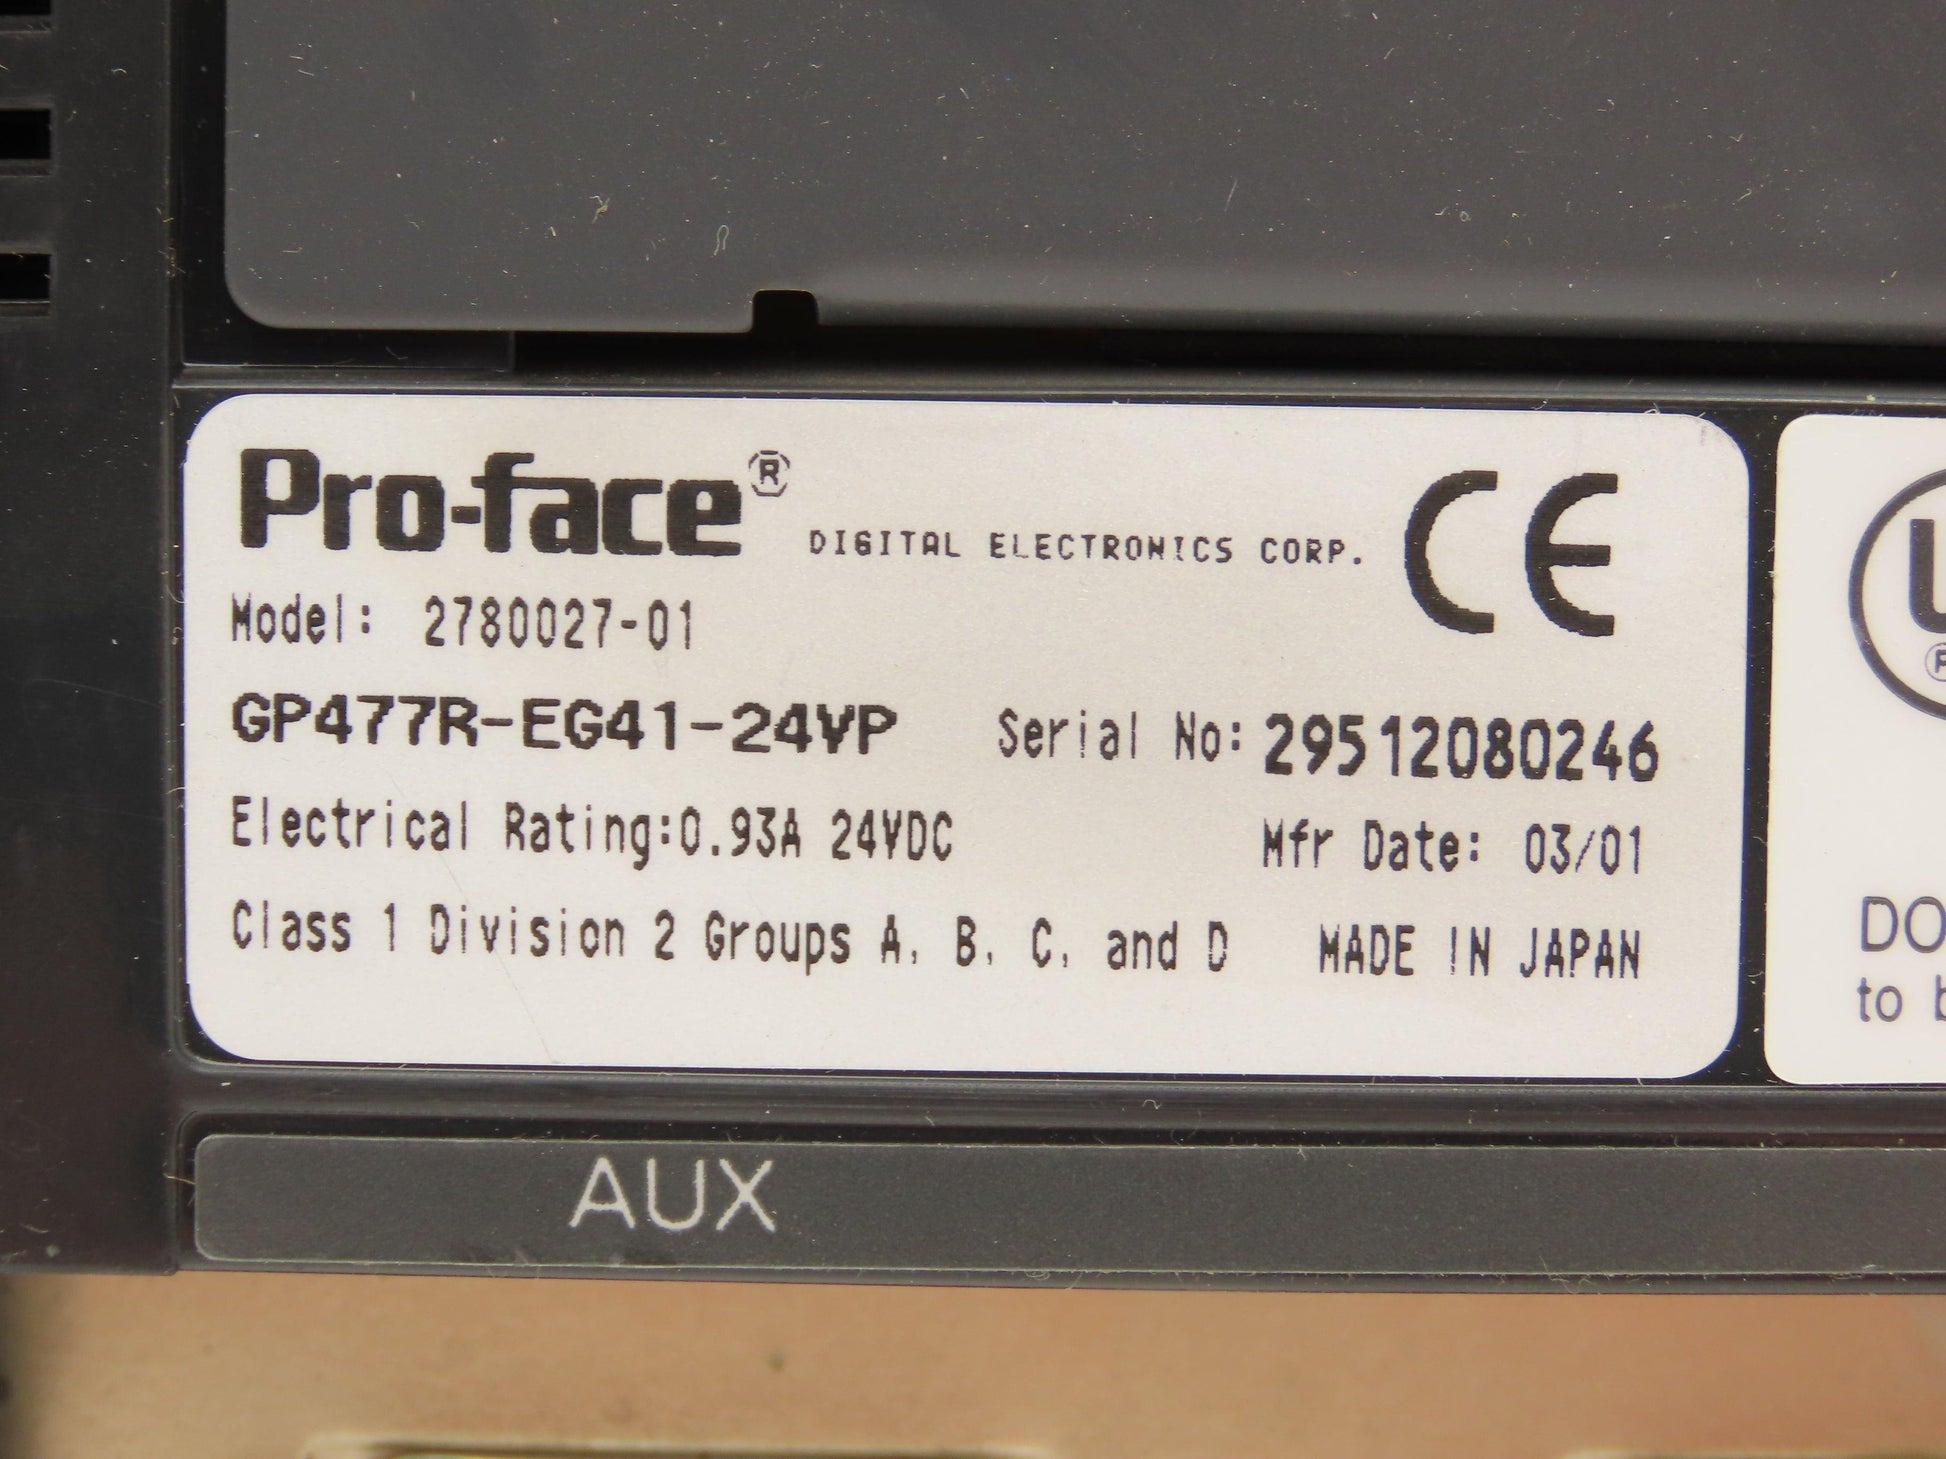 Pro-face®
DIGITAL ELECTRONICS CORP.
CE
Model: 2780027-01
GP477R-EG41-24VP
Serial No: 29512080246
Electrical Rating:0.93A 24VDC
Mfr Date: 03/01
Class 1 Division 2 Groups A, B, C, and D
MADE IN JAPAN
DO
to
AUX